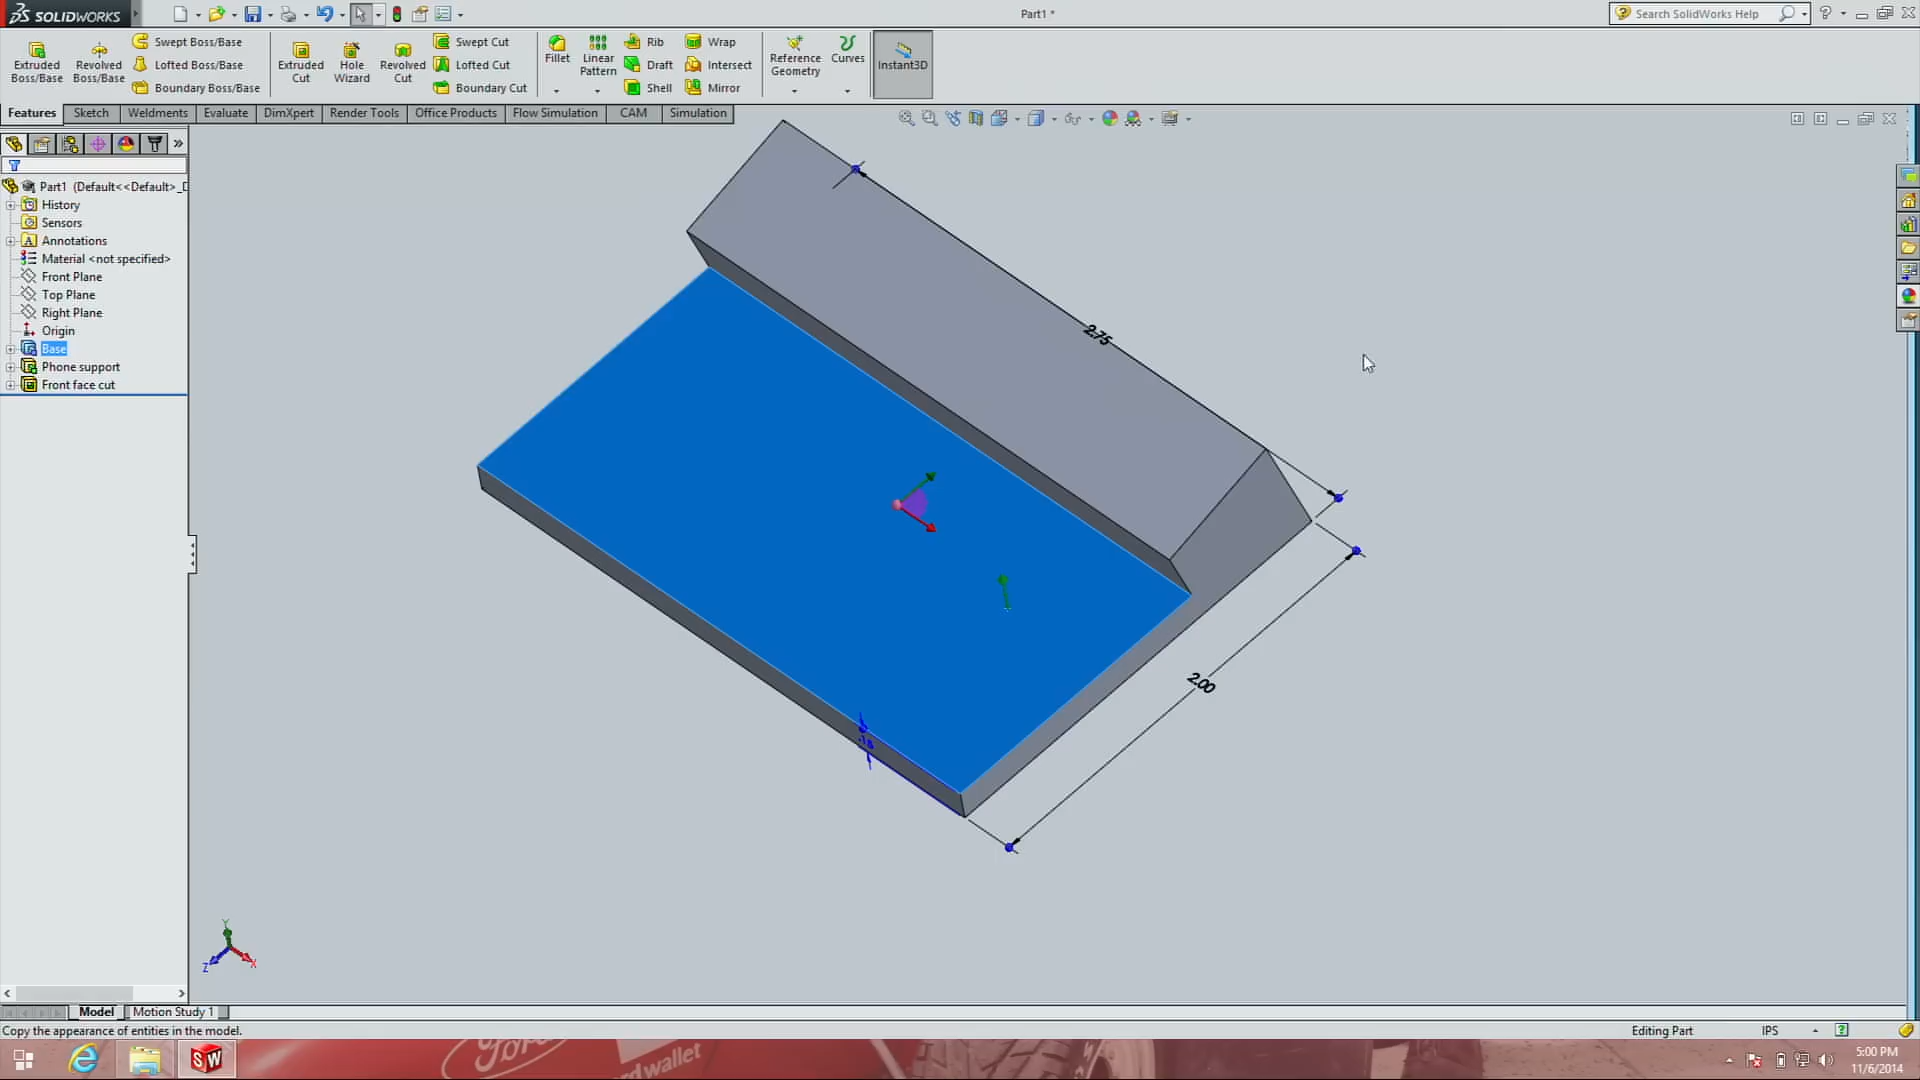 SOLIDWORKS
Part1 *
Search SolidWorks Help
Extruded Boss/Base
Revolved Boss/Base
Swept Boss/Base
Lofted Boss/Base
Boundary Boss/Base
Extruded Cut
Hole Wizard
Revolved Cut
Swept Cut
Lofted Cut
Boundary Cut
Fillet
Linear Pattern
Rib
Draft
Shell
Wrap
Intersect
Mirror
Reference Geometry
Curves
Instant3D
Features
Sketch
Weldments
Evaluate
DimXpert
Render Tools
Office Products
Flow Simulation
CAM
Simulation
Part1 (Default<<Default>_D
History
Sensors
Annotations
Material <not specified>
Front Plane
Top Plane
Right Plane
Origin
Base
Phone support
Front face cut
2.75
2.00
Y
Z
X
Model
Motion Study 1
Copy the appearance of entities in the model.
Editing Part
IPS
Ford
wallet
5:00 PM
11/6/2014